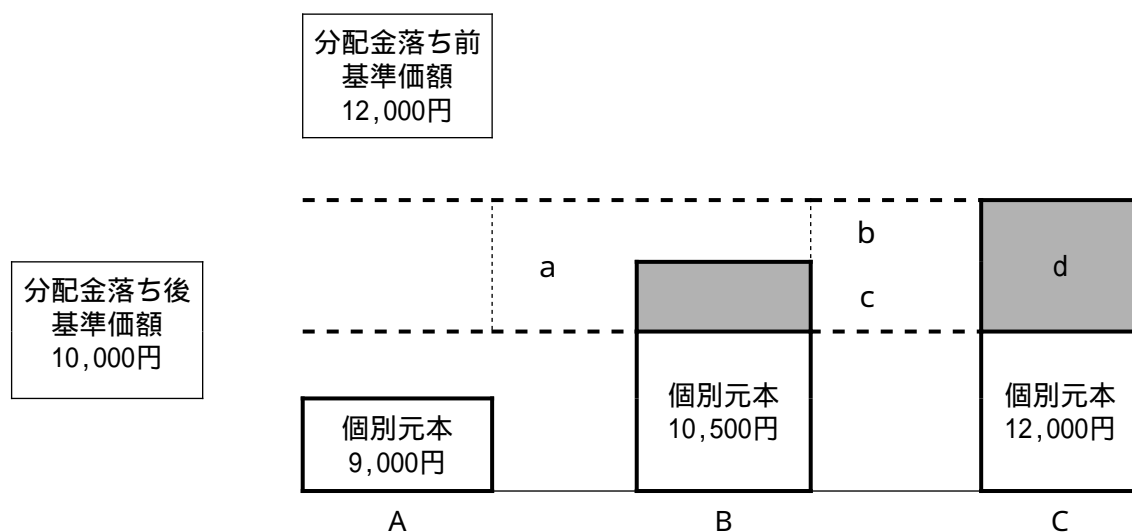 分配金落ち前
基準価額
12,000円
b
a
d
c
分配金落ち後
基準価額
10,000円
個別元本
10,500円
個別元本
12,000円
個別元本
9,000円
A
B
C